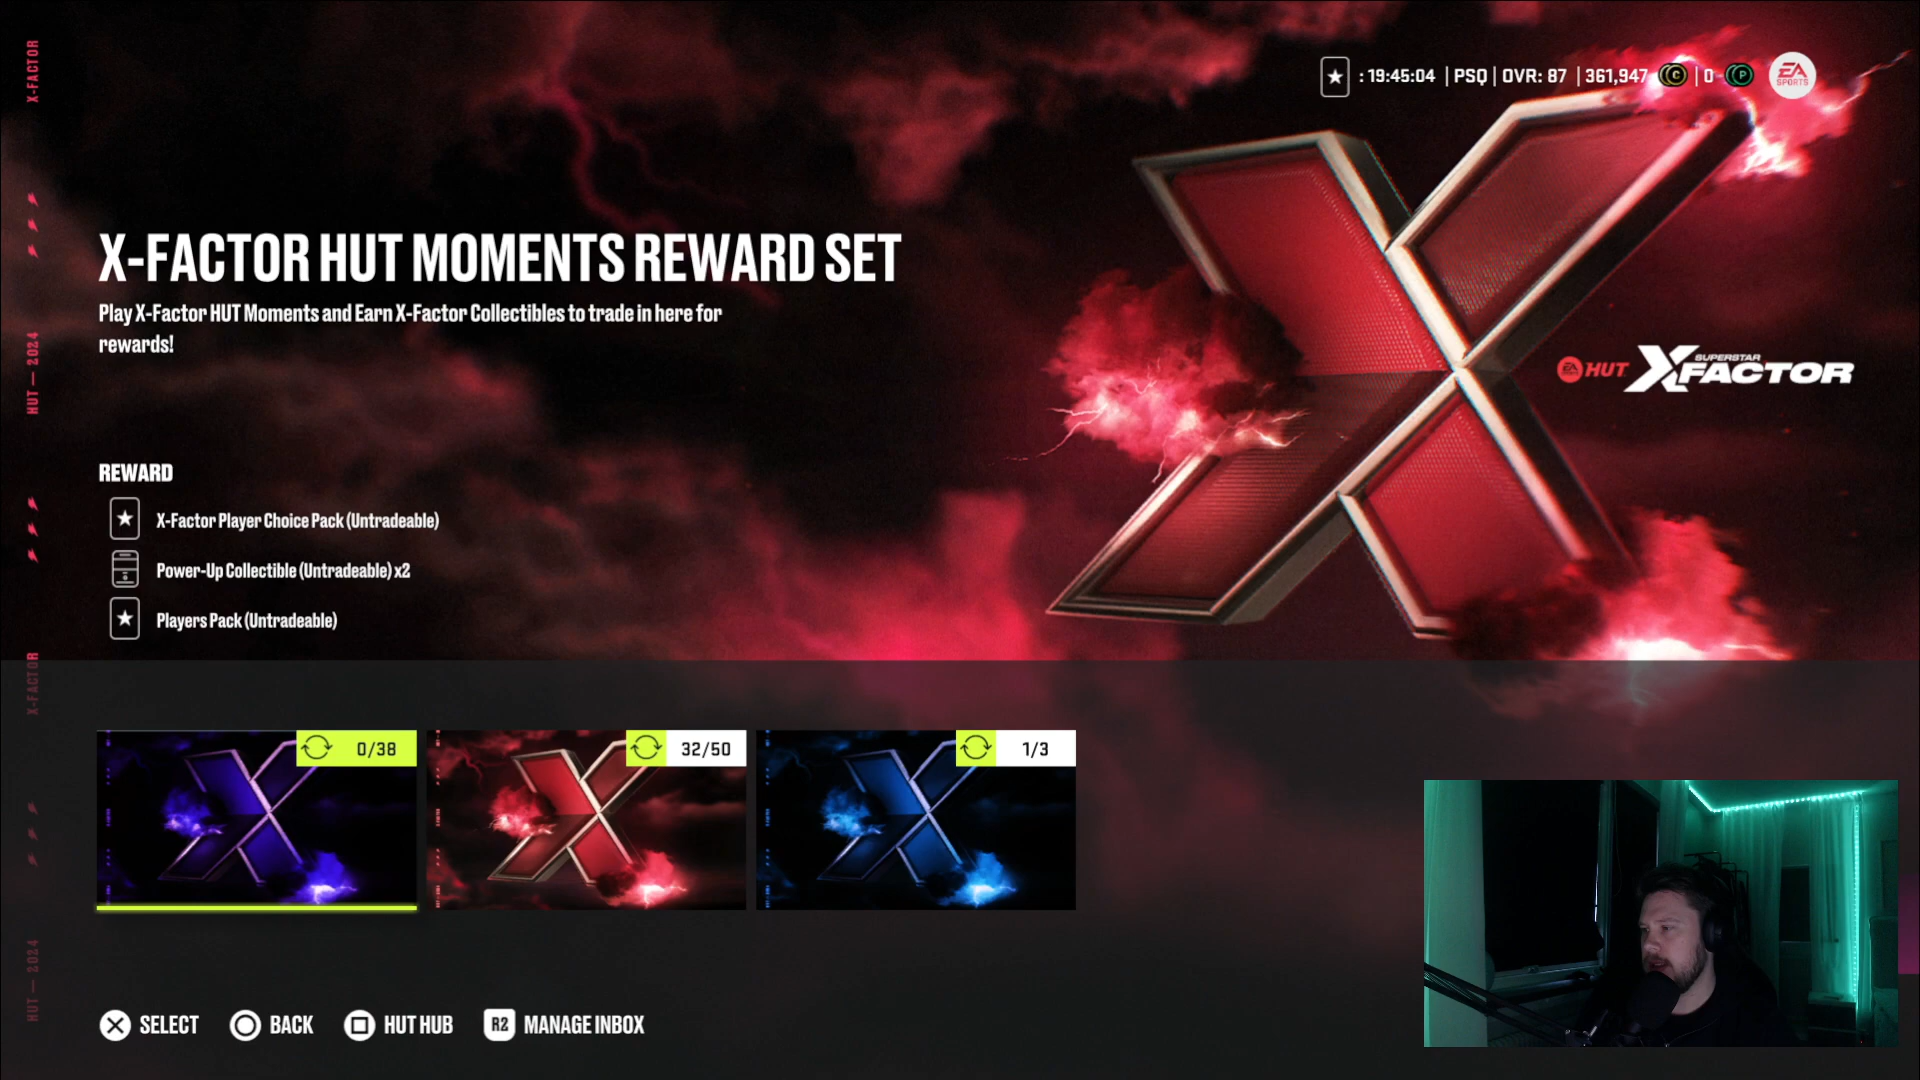 X-FACTOR
: 19:45:04 | PSQ | OVR: 87 | 361,947 C | 0 P
EA SPORTS
X-FACTOR HUT MOMENTS REWARD SET
Play X-Factor HUT Moments and Earn X-Factor Collectibles to trade in here for
rewards!
HUT — 2024
HUT SUPERSTAR
X FACTOR
REWARD
X-Factor Player Choice Pack (Untradeable)
Power-Up Collectible (Untradeable) x2
Players Pack (Untradeable)
X-FACTOR
0/38
32/50
1/3
HUT — 2024
SELECT
BACK
HUT HUB
R2 MANAGE INBOX